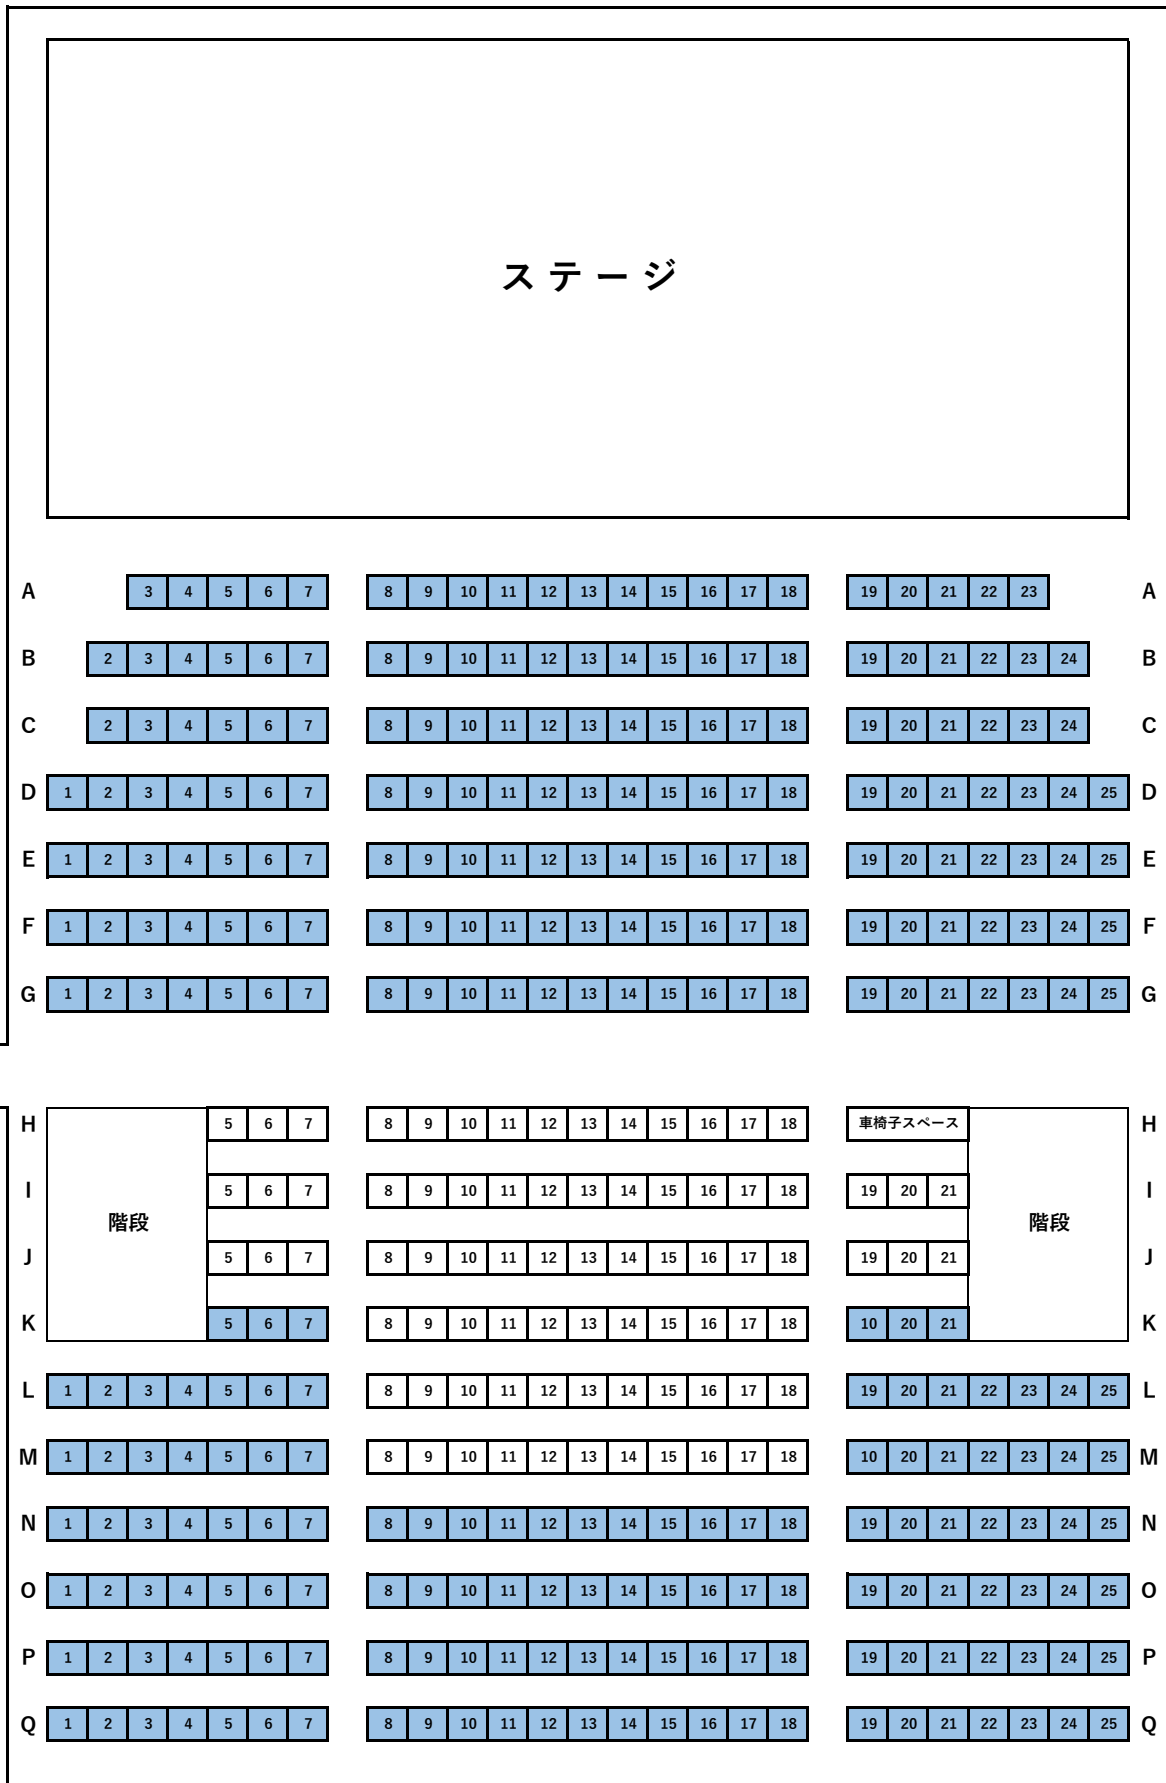 ステージ
A 3 4 5 6 7 8 9 10 11 12 13 14 15 16 17 18 19 20 21 22 23 A
B 2 3 4 5 6 7 8 9 10 11 12 13 14 15 16 17 18 19 20 21 22 23 24 B
C 2 3 4 5 6 7 8 9 10 11 12 13 14 15 16 17 18 19 20 21 22 23 24 C
D 1 2 3 4 5 6 7 8 9 10 11 12 13 14 15 16 17 18 19 20 21 22 23 24 25 D
E 1 2 3 4 5 6 7 8 9 10 11 12 13 14 15 16 17 18 19 20 21 22 23 24 25 E
F 1 2 3 4 5 6 7 8 9 10 11 12 13 14 15 16 17 18 19 20 21 22 23 24 25 F
G 1 2 3 4 5 6 7 8 9 10 11 12 13 14 15 16 17 18 19 20 21 22 23 24 25 G
H 5 6 7 8 9 10 11 12 13 14 15 16 17 18 車椅子スペース H
I 5 6 7 8 9 10 11 12 13 14 15 16 17 18 19 20 21 I
階段 階段
J 5 6 7 8 9 10 11 12 13 14 15 16 17 18 19 20 21 J
K 5 6 7 8 9 10 11 12 13 14 15 16 17 18 10 20 21 K
L 1 2 3 4 5 6 7 8 9 10 11 12 13 14 15 16 17 18 19 20 21 22 23 24 25 L
M 1 2 3 4 5 6 7 8 9 10 11 12 13 14 15 16 17 18 10 20 21 22 23 24 25 M
N 1 2 3 4 5 6 7 8 9 10 11 12 13 14 15 16 17 18 19 20 21 22 23 24 25 N
O 1 2 3 4 5 6 7 8 9 10 11 12 13 14 15 16 17 18 19 20 21 22 23 24 25 O
P 1 2 3 4 5 6 7 8 9 10 11 12 13 14 15 16 17 18 19 20 21 22 23 24 25 P
Q 1 2 3 4 5 6 7 8 9 10 11 12 13 14 15 16 17 18 19 20 21 22 23 24 25 Q